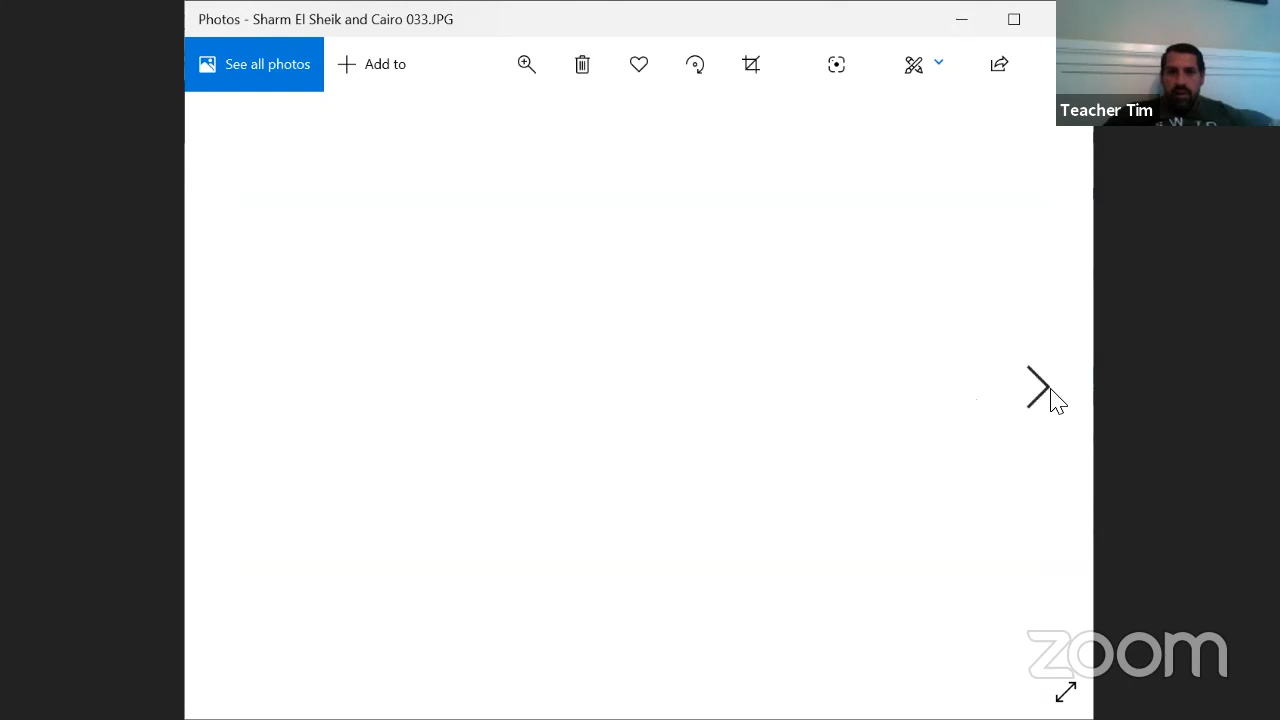 Photos - Sharm El Sheik and Cairo 033.JPG
See all photos
Add to
Teacher Tim
zoom